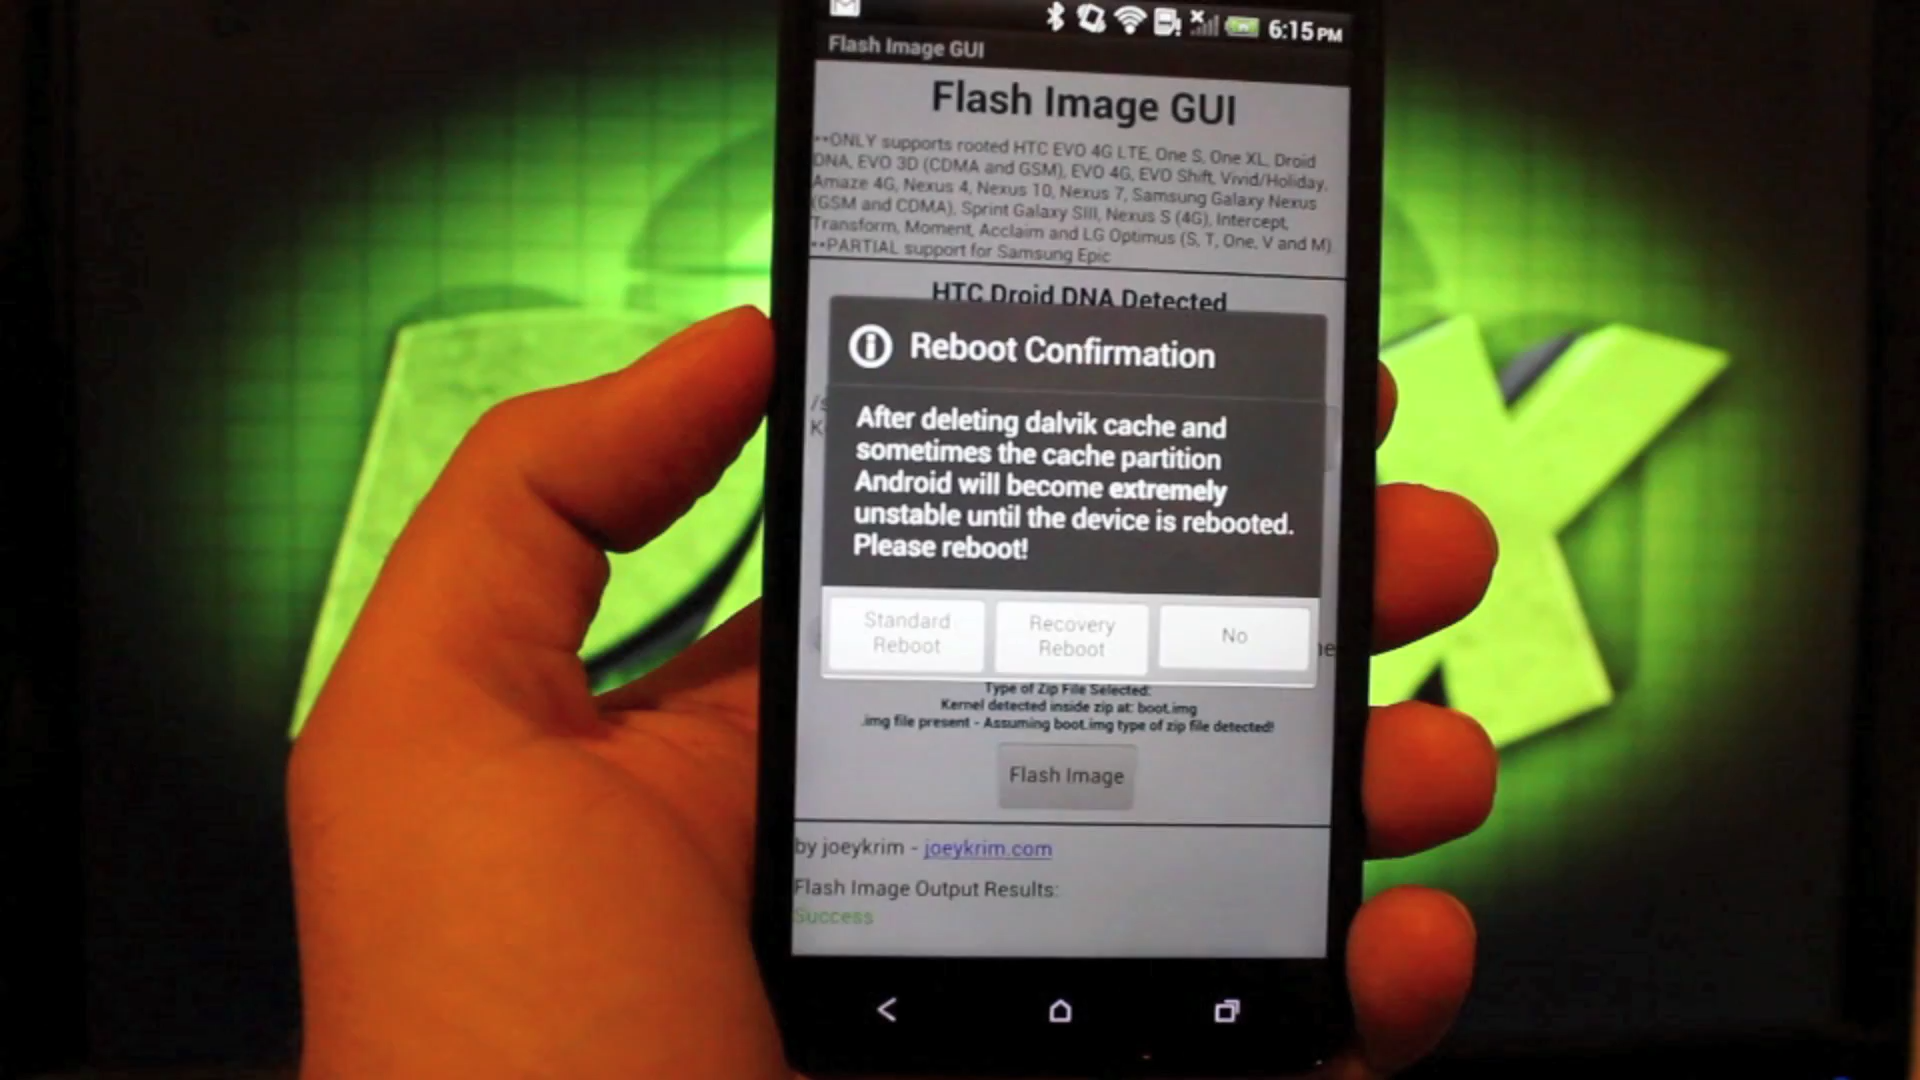 6:15 PM
Flash Image GUI
Flash Image GUI
**ONLY supports rooted HTC EVO 4G LTE, One S, One XL, Droid
DNA, EVO 3D (CDMA and GSM), EVO 4G, EVO Shift, Vivid/Holiday,
Amaze 4G, Nexus 4, Nexus 10, Nexus 7, Samsung Galaxy Nexus
(GSM and CDMA), Sprint Galaxy SIII, Nexus S (4G), Intercept,
Transform, Moment, Acclaim and LG Optimus (S, T, One, V and M)
**PARTIAL support for Samsung Epic
HTC Droid DNA Detected
Reboot Confirmation
After deleting dalvik cache and
sometimes the cache partition
Android will become extremely
unstable until the device is rebooted.
Please reboot!
Standard
Reboot
Recovery
Reboot
No
Type of Zip File Selected:
Kernel detected inside zip at: boot.img
.img file present - Assuming boot.img type of zip file detected!
Flash Image
by joeykrim - joeykrim.com
Flash Image Output Results:
Success